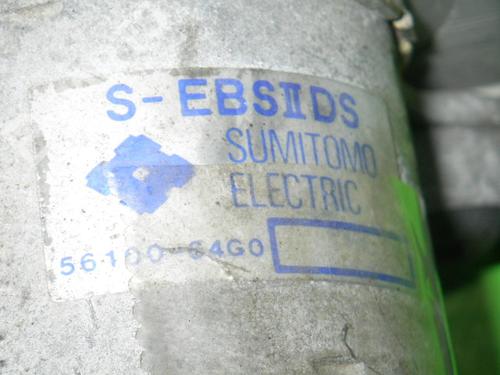 S-EBSⅡDS
SUMITOMO
ELECTRIC
56100-64G0